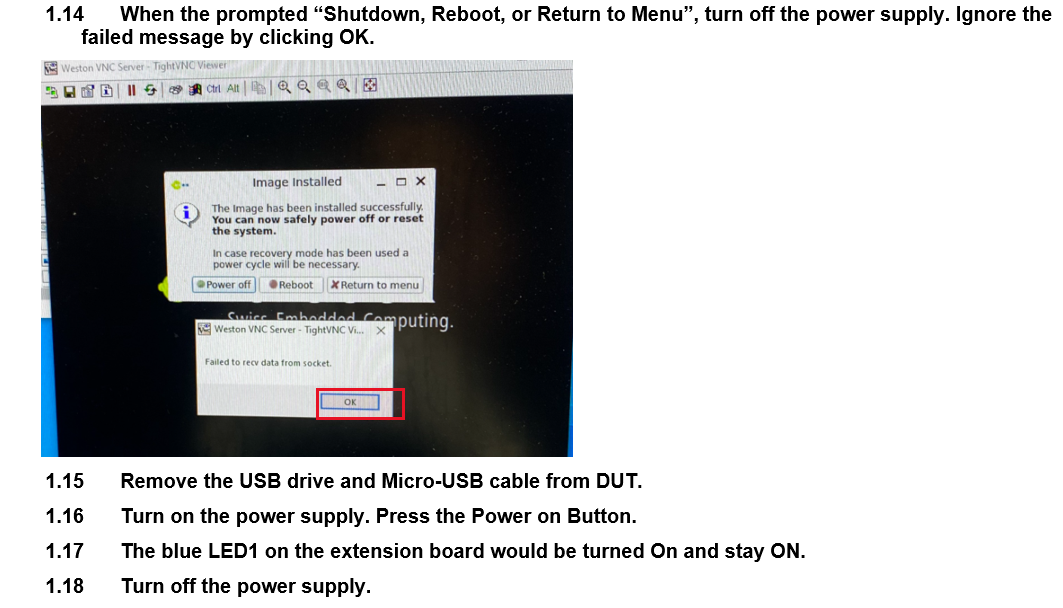 1.14 When the prompted “Shutdown, Reboot, or Return to Menu”, turn off the power supply. Ignore the
failed message by clicking OK.
Weston VNC Server - TightVNC Viewer
Ctrl Alt
Image Installed
The Image has been installed successfully.
You can now safely power off or reset
the system.
In case recovery mode has been used a
power cycle will be necessary.
Power off Reboot Return to menu
Swiss Embedded Computing.
Weston VNC Server - TightVNC Vi...
Failed to recv data from socket.
OK
1.15 Remove the USB drive and Micro-USB cable from DUT.
1.16 Turn on the power supply. Press the Power on Button.
1.17 The blue LED1 on the extension board would be turned On and stay ON.
1.18 Turn off the power supply.